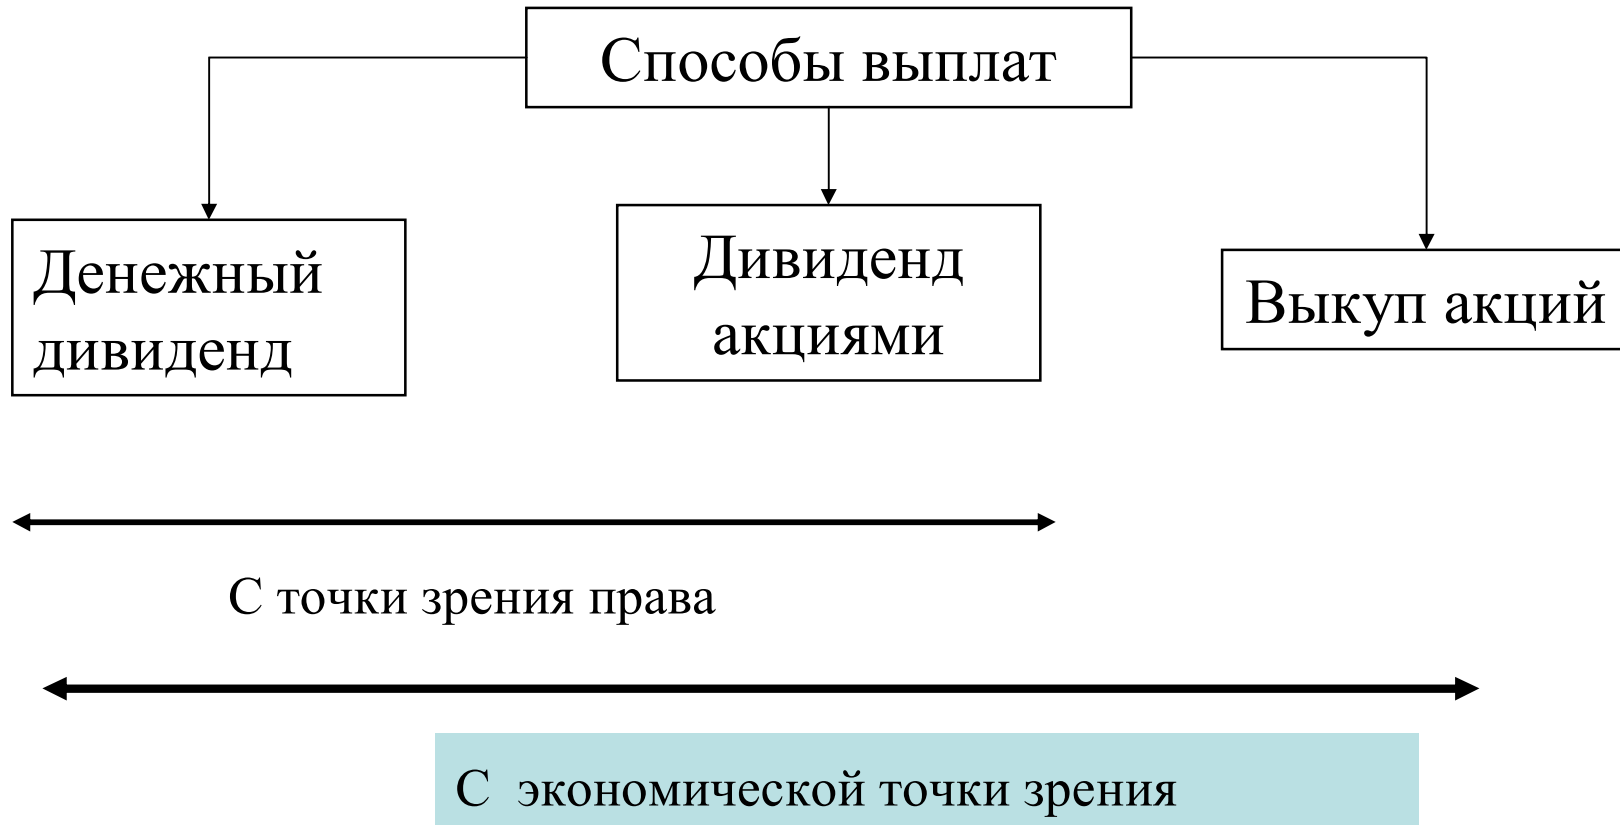 Способы выплат
Денежный
дивиденд
Дивиденд
акциями
Выкуп акций
С точки зрения права
С экономической точки зрения